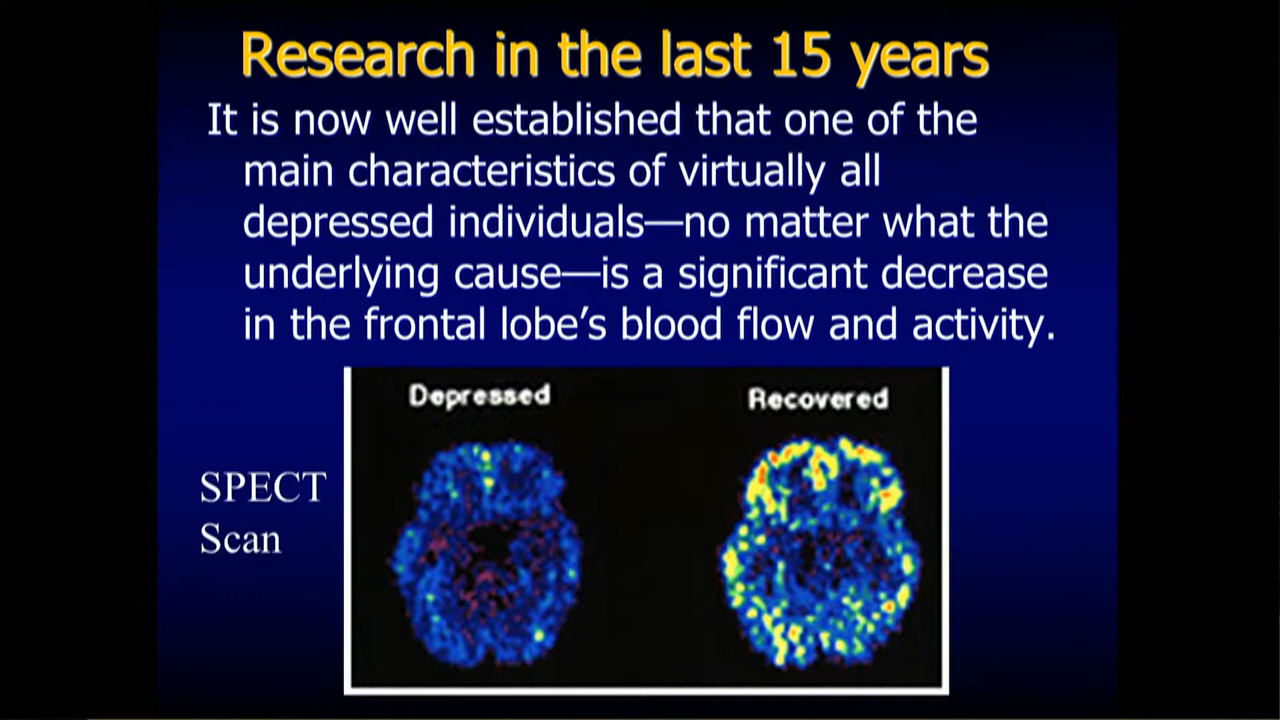 Research in the last 15 years
It is now well established that one of the
main characteristics of virtually all
depressed individuals—no matter what the
underlying cause—is a significant decrease
in the frontal lobe’s blood flow and activity.
Depressed
Recovered
SPECT
Scan